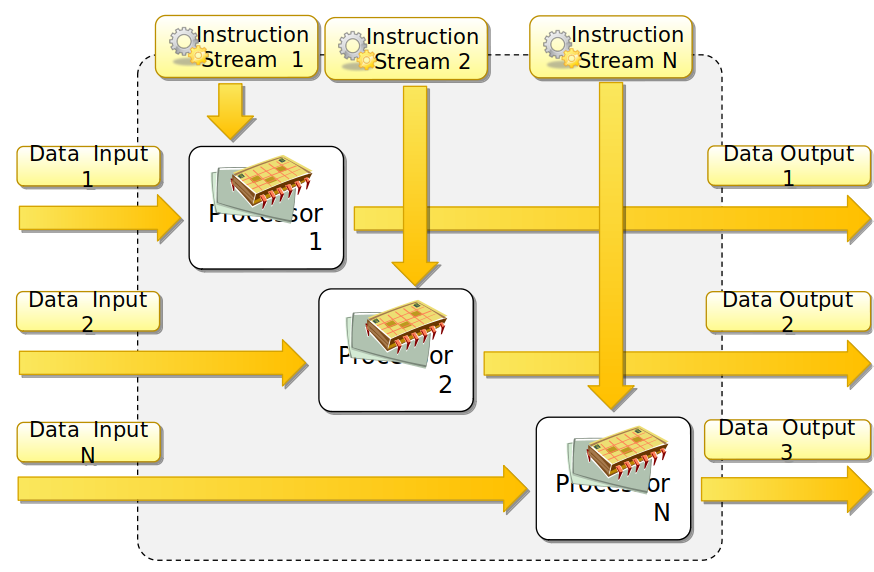 Instruction
Stream 1
Instruction
Stream 2
Instruction
Stream N
Data Input
1
Data Output
1
Processor
1
Data Input
2
Data Output
2
Processor
2
Data Input
N
Data Output
3
Processor
N